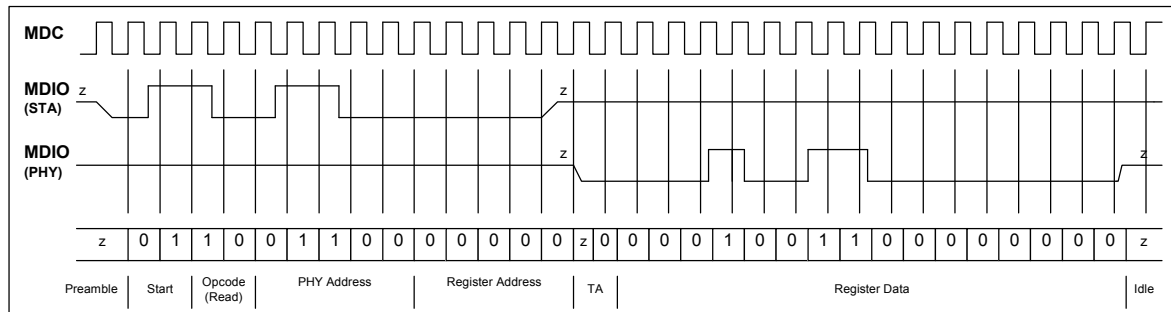 MDC
MDIO z z
(STA)
MDIO z z
(PHY)
z 0 1 1 0 0 1 1 0 0 0 0 0 0 0 z 0 0 0 0 1 0 0 1 1 0 0 0 0 0 0 0 0 z
Preamble Start Opcode (Read) PHY Address Register Address TA Register Data Idle